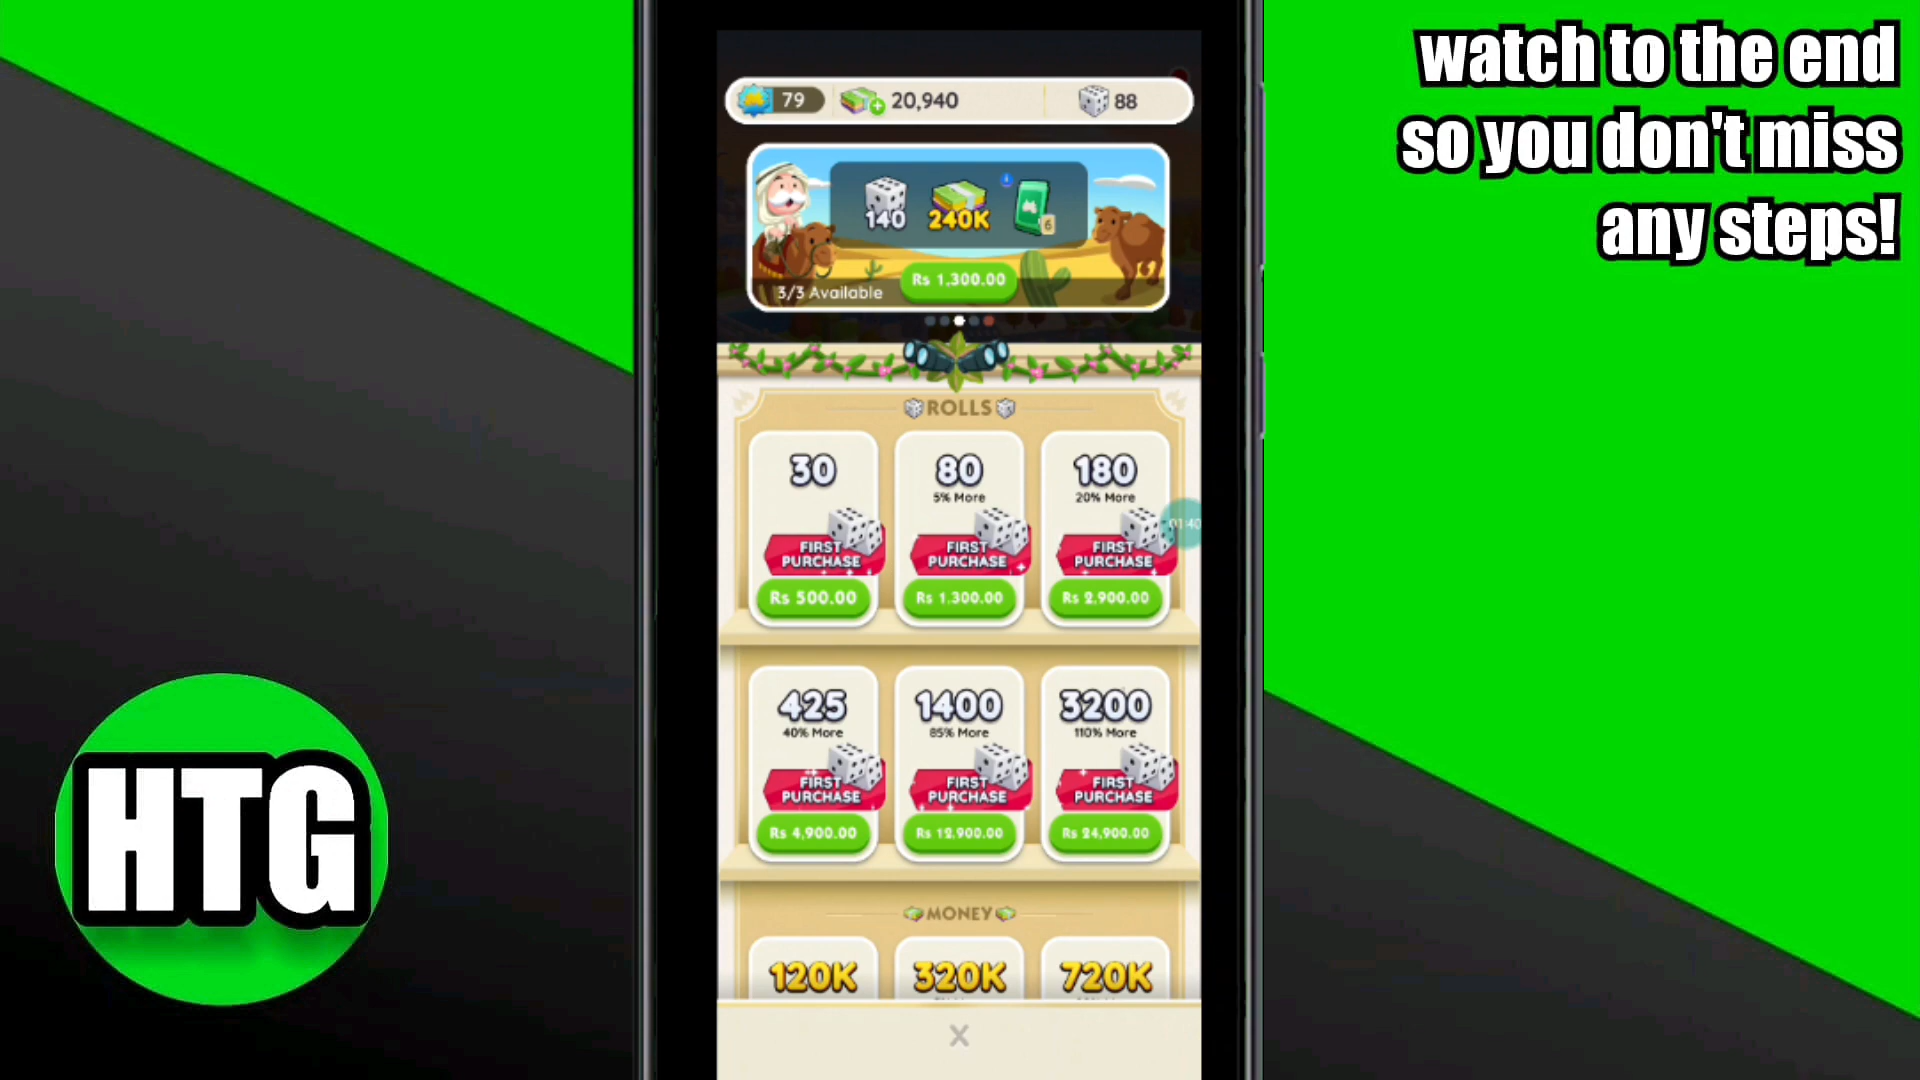 watch to the end
so you don't miss
any steps!
79 20,940 88
140 240K 6
Rs 1,300.00
3/3 Available
ROLLS
30 80 180
5% More 20% More
01:40
FIRST PURCHASE FIRST PURCHASE FIRST PURCHASE
Rs 500.00 Rs 1,300.00 Rs 2,900.00
425 1400 3200
40% More 85% More 110% More
FIRST PURCHASE FIRST PURCHASE FIRST PURCHASE
Rs 4,900.00 Rs 12,900.00 Rs 24,900.00
HTG
MONEY
120K 320K 720K
X